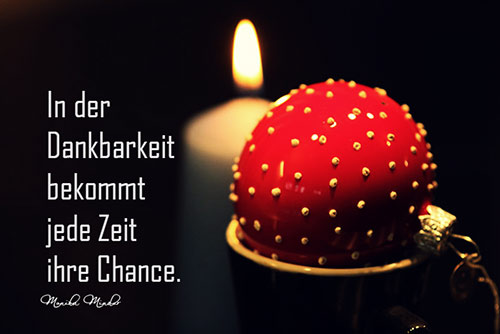 In der
Dankbarkeit
bekommt
jede Zeit
ihre Chance.
Monika Minder